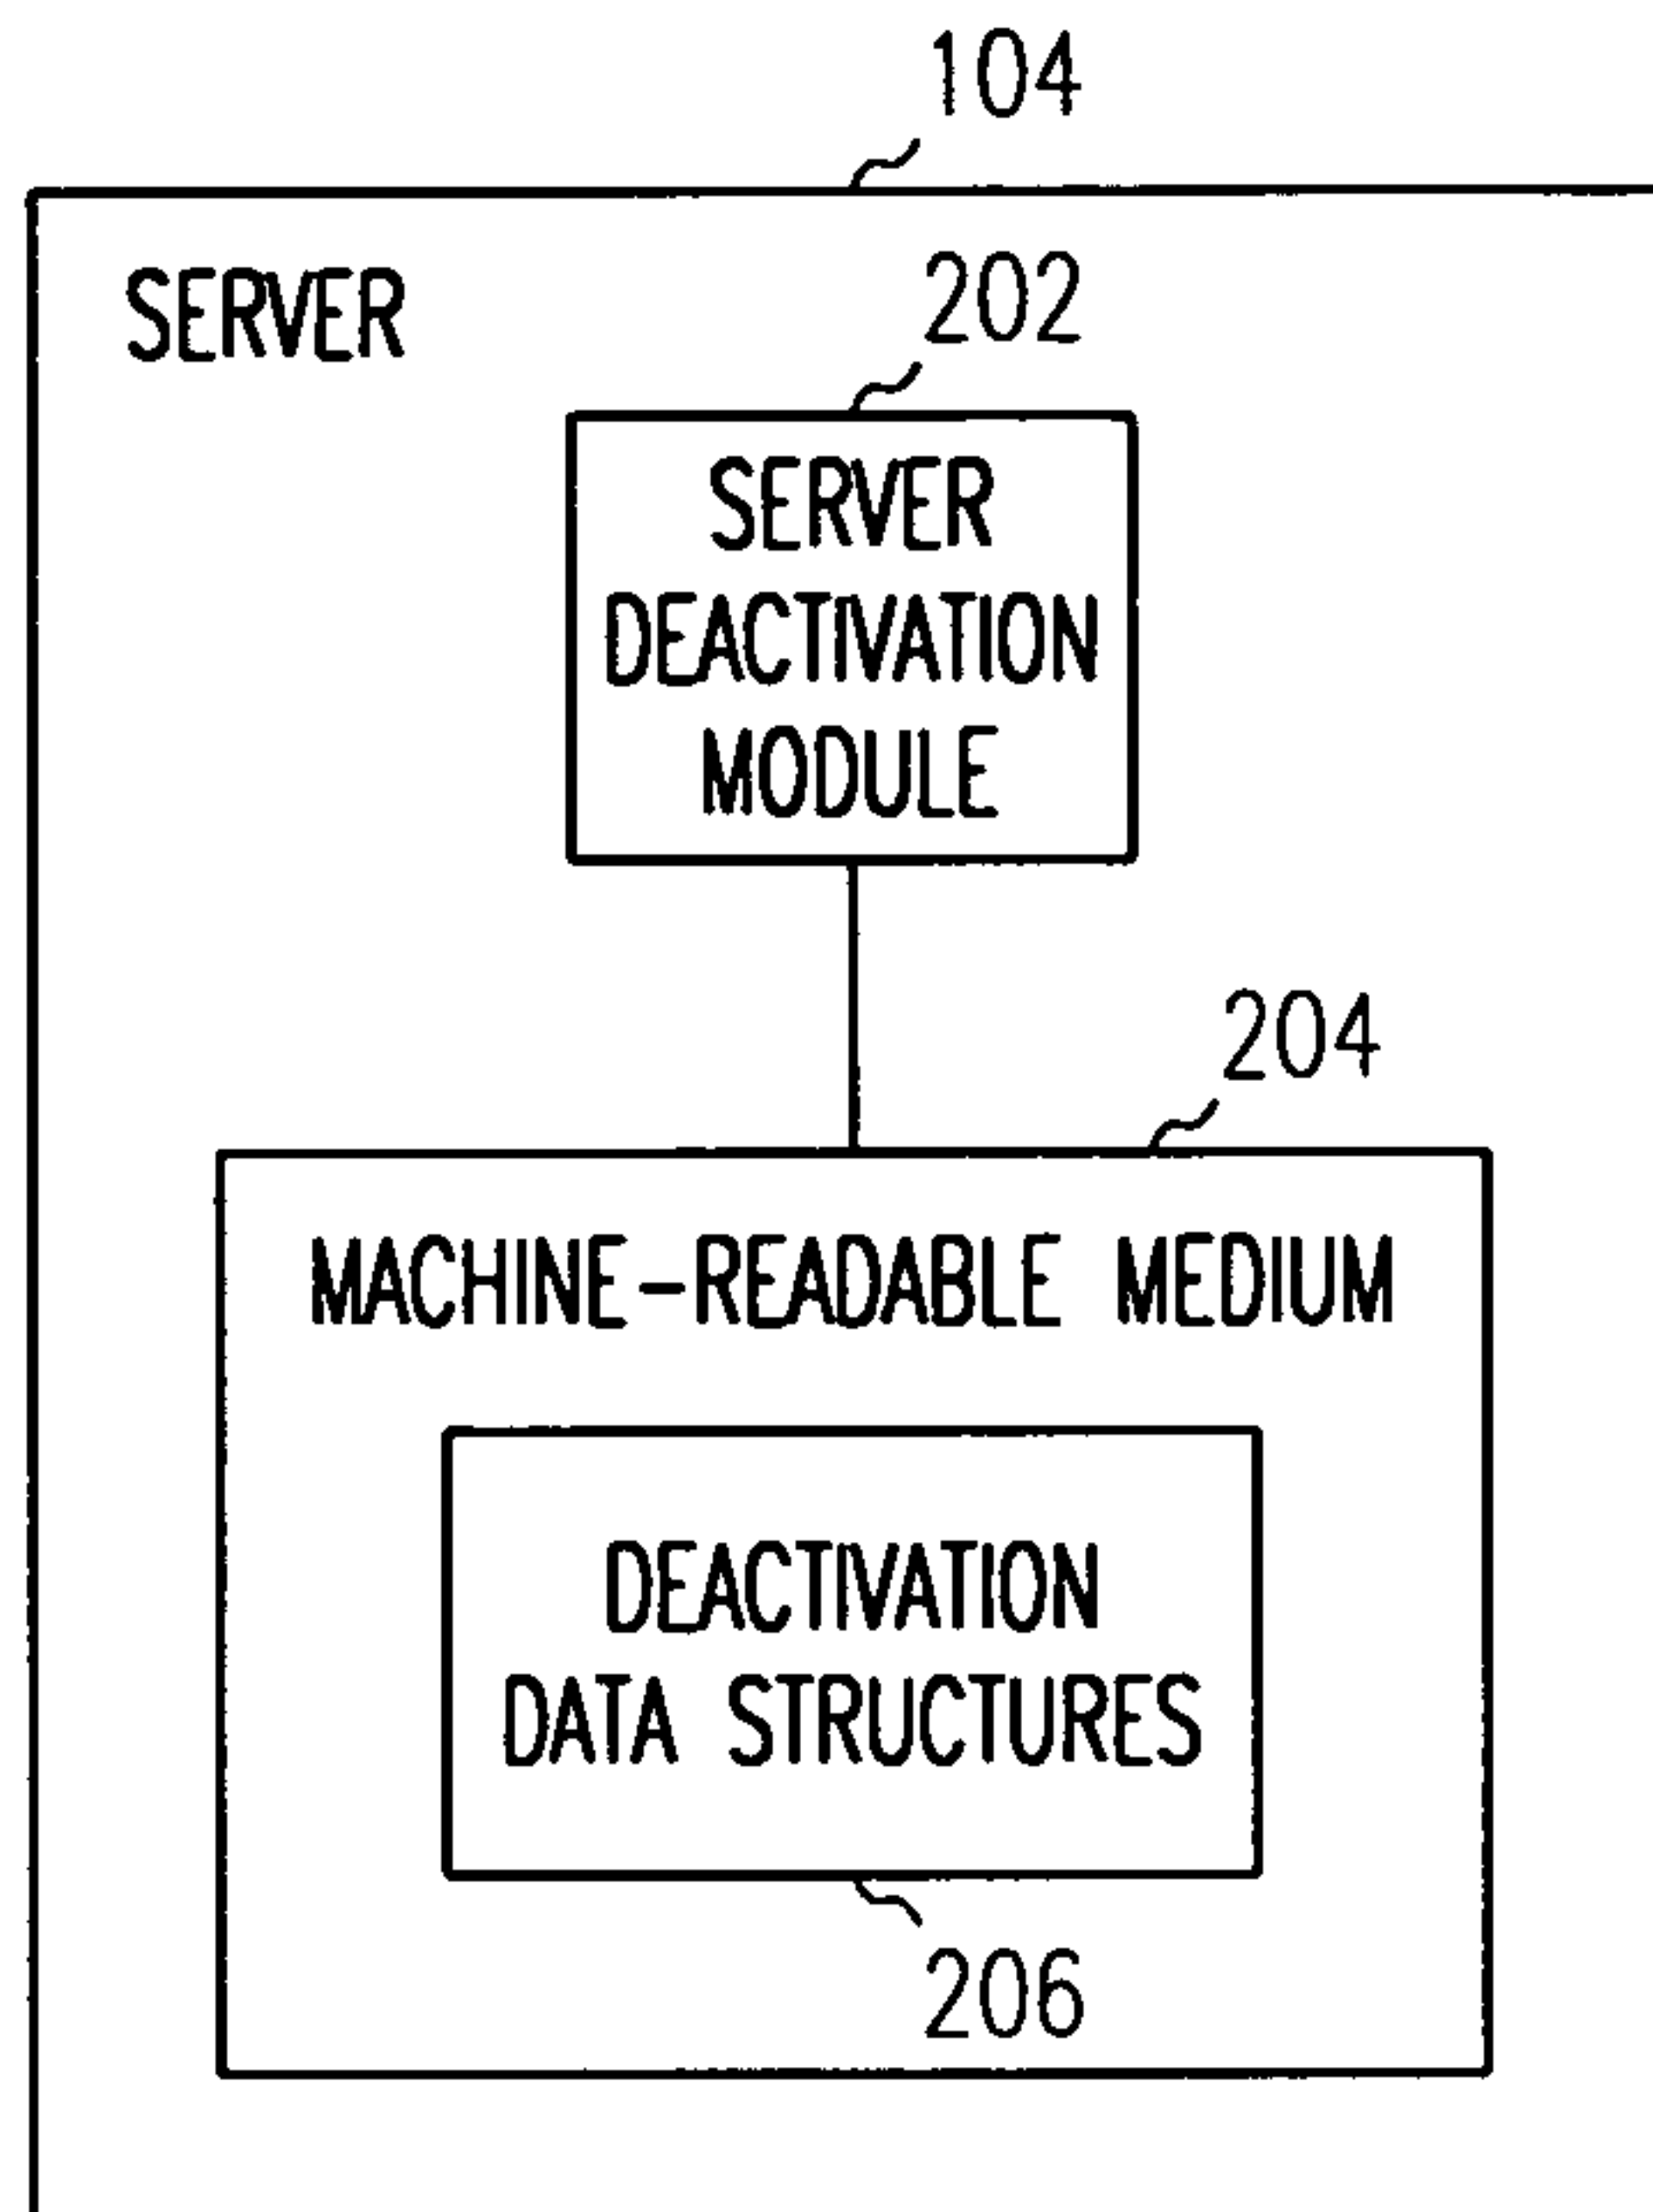 104
SERVER
202
SERVER
DEACTIVATION
MODULE
204
MACHINE-READABLE MEDIUM
DEACTIVATION
DATA STRUCTURES
206